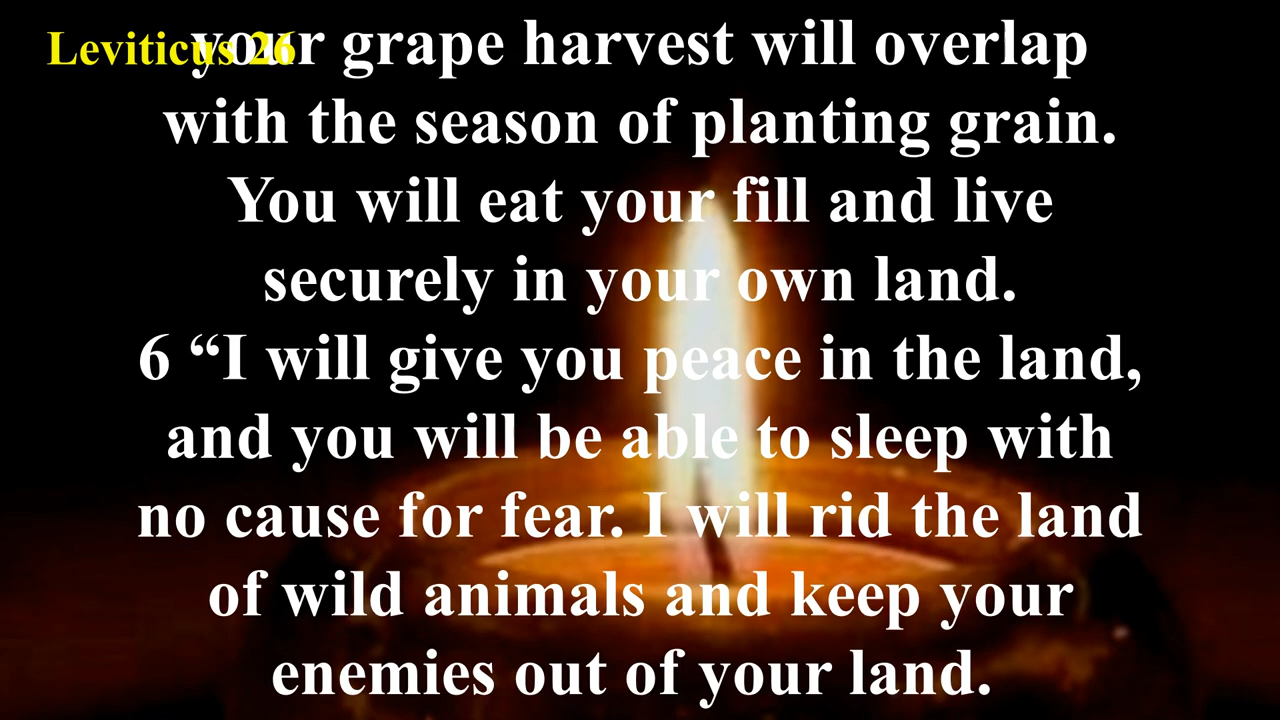 Leviticus 26
your grape harvest will overlap
with the season of planting grain.
You will eat your fill and live
securely in your own land.
6 “I will give you peace in the land,
and you will be able to sleep with
no cause for fear. I will rid the land
of wild animals and keep your
enemies out of your land.